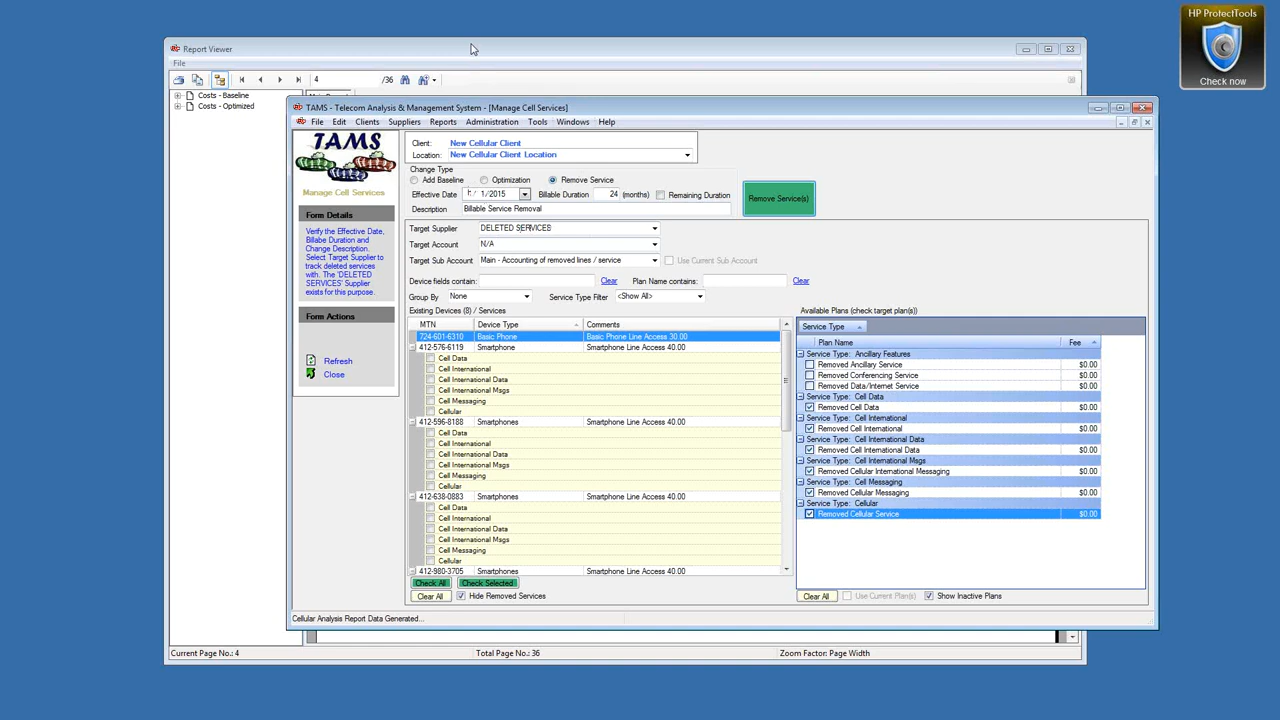 HP ProtectTools
Check now
Report Viewer
File
4 /36
Costs - Baseline
Costs - Optimized
TAMS - Telecom Analysis & Management System - [Manage Cell Services]
File Edit Clients Suppliers Reports Administration Tools Windows Help
TAMS
Manage Cell Services
Form Details
Verify the Effective Date,
Billabe Duration and
Change Description.
Select Target Supplier to
track deleted services
with. The 'DELETED
SERVICES' Supplier
exists for this purpose.
Form Actions
Refresh
Close
Client: New Cellular Client
Location: New Cellular Client Location
Change Type
Add Baseline Optimization Remove Service
Effective Date 1/2015 Billable Duration 24 (months) Remaining Duration
Description Billable Service Removal
Remove Service(s)
Target Supplier DELETED SERVICES
Target Account N/A
Target Sub Account Main - Accounting of removed lines / service Use Current Sub Account
Device fields contain: Clear Plan Name contains: Clear
Group By None Service Type Filter <Show All>
Existing Devices (8) / Services
MTN Device Type Comments
724-601-6310 Basic Phone Basic Phone Line Access 30.00
412-576-6119 Smartphone Smartphone Line Access 40.00
Cell Data
Cell International
Cell International Data
Cell International Msgs
Cell Messaging
Cellular
412-596-8188 Smartphones Smartphone Line Access 40.00
Cell Data
Cell International
Cell International Data
Cell International Msgs
Cell Messaging
Cellular
412-638-0883 Smartphones Smartphone Line Access 40.00
Cell Data
Cell International
Cell International Data
Cell International Msgs
Cell Messaging
Cellular
412-980-3705 Smartphones Smartphone Line Access 40.00
Check All Check Selected
Clear All Hide Removed Services
Available Plans (check target plan(s))
Service Type
Plan Name Fee
Service Type: Ancillary Features
Removed Ancillary Service $0.00
Removed Conferencing Service $0.00
Removed Data/Internet Service $0.00
Service Type: Cell Data
Removed Cell Data $0.00
Service Type: Cell International
Removed Cell International $0.00
Service Type: Cell International Data
Removed Cell International Data $0.00
Service Type: Cell International Msgs
Removed Cellular International Messaging $0.00
Service Type: Cell Messaging
Removed Cellular Messaging $0.00
Service Type: Cellular
Removed Cellular Service $0.00
Clear All Use Current Plan(s) Show Inactive Plans
Cellular Analysis Report Data Generated...
Current Page No.: 4 Total Page No.: 36 Zoom Factor: Page Width